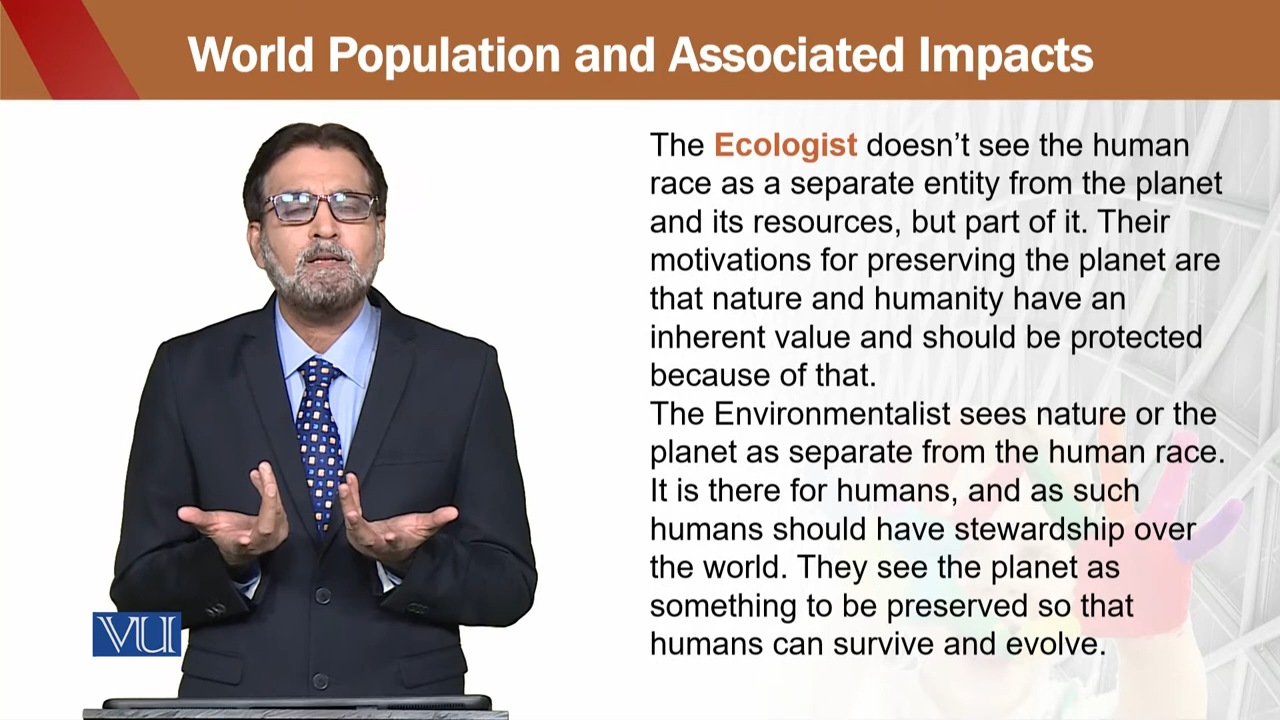 World Population and Associated Impacts
The Ecologist doesn’t see the human
race as a separate entity from the planet
and its resources, but part of it. Their
motivations for preserving the planet are
that nature and humanity have an
inherent value and should be protected
because of that.
The Environmentalist sees nature or the
planet as separate from the human race.
It is there for humans, and as such
humans should have stewardship over
the world. They see the planet as
something to be preserved so that
humans can survive and evolve.
VU